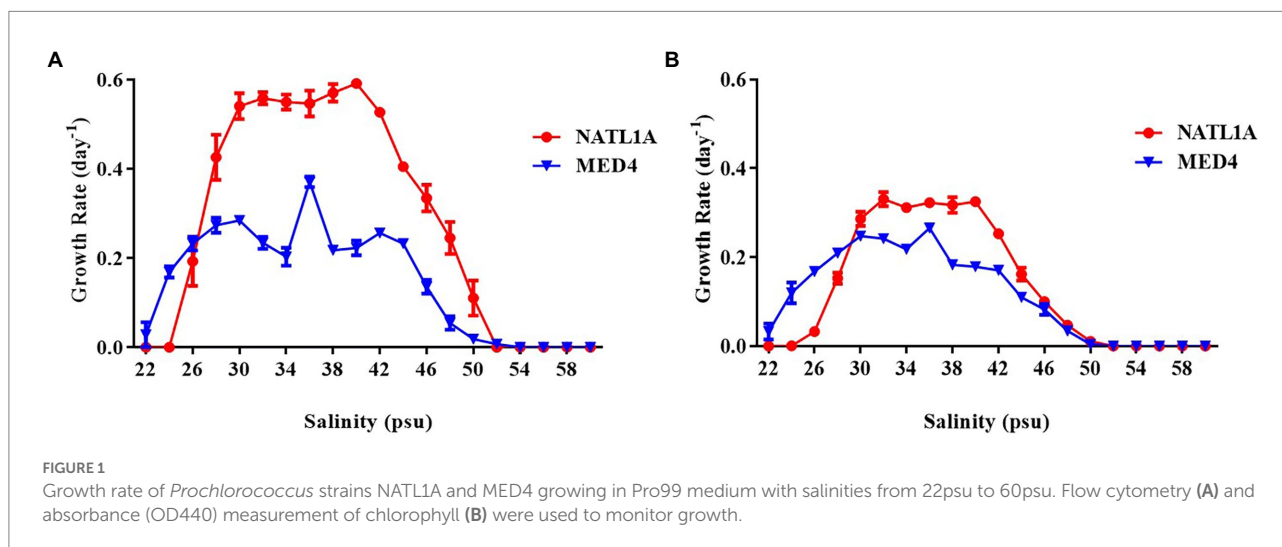 A
B
0.6
0.4
0.2
0.0
Growth Rate (day-1)
NATL1A
MED4
22 26 30 34 38 42 46 50 54 58
Salinity (psu)
0.6
0.4
0.2
0.0
Growth Rate (day-1)
NATL1A
MED4
22 26 30 34 38 42 46 50 54 58
Salinity (psu)
FIGURE 1
Growth rate of Prochlorococcus strains NATL1A and MED4 growing in Pro99 medium with salinities from 22psu to 60psu. Flow cytometry (A) and
absorbance (OD440) measurement of chlorophyll (B) were used to monitor growth.